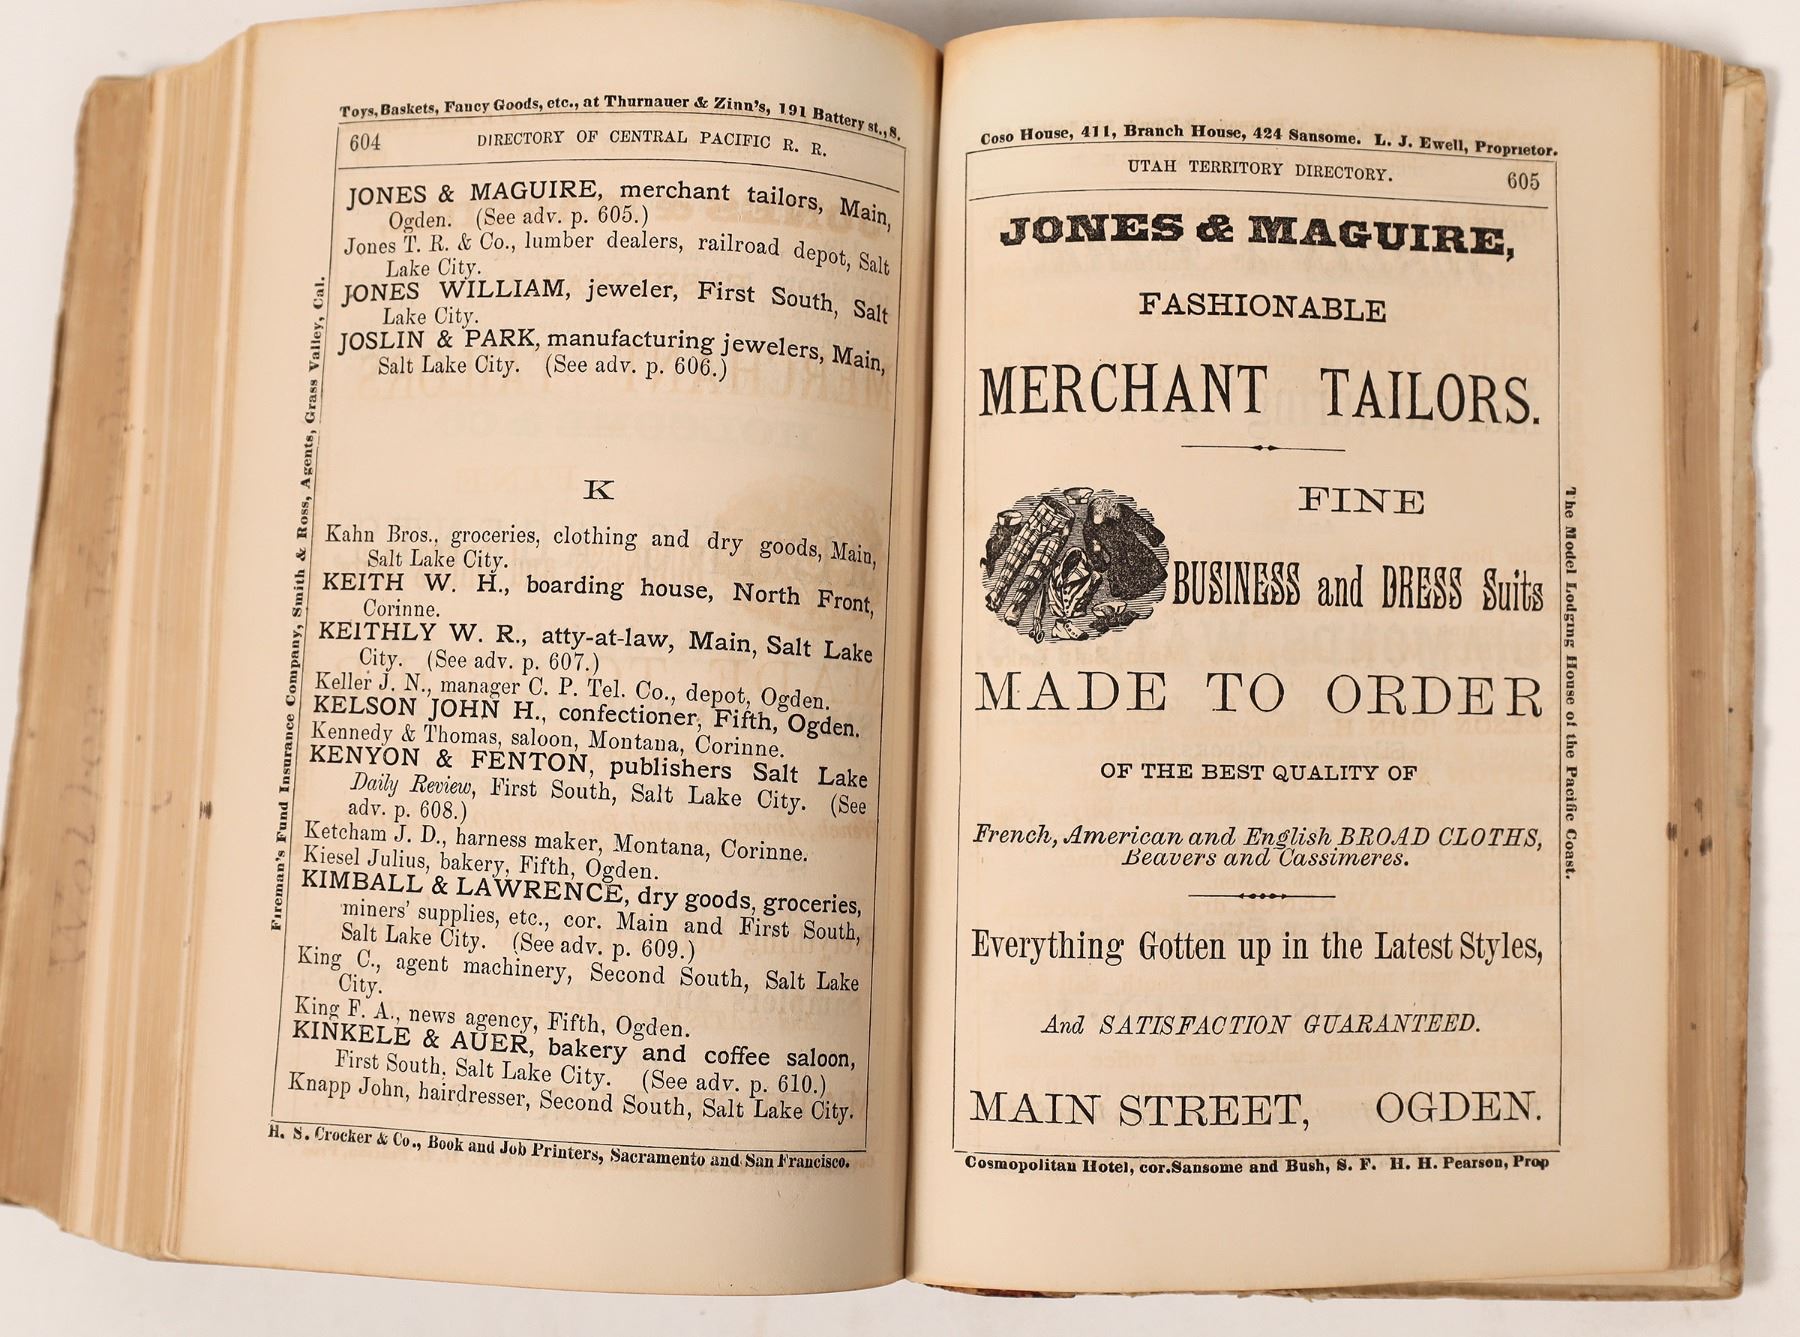 Toys, Baskets, Fancy Goods, etc., at Thurnauer & Zinn's, 191 Battery st., S.
604 DIRECTORY OF CENTRAL PACIFIC R. R.
JONES & MAGUIRE, merchant tailors, Main,
Ogden. (See adv. p. 605.)
Jones T. R. & Co., lumber dealers, railroad depot, Salt
Lake City.
JONES WILLIAM, jeweler, First South, Salt
Lake City.
JOSLIN & PARK, manufacturing jewelers, Main,
Salt Lake City. (See adv. p. 606.)
K
Kahn Bros., groceries, clothing and dry goods, Main,
Salt Lake City.
KEITH W. H., boarding house, North Front,
Corinne.
KEITHLY W. R., atty-at-law, Main, Salt Lake
City. (See adv. p. 607.)
Keller J. N., manager C. P. Tel. Co., depot, Ogden.
KELSON JOHN H., confectioner, Fifth, Ogden.
Kennedy & Thomas, saloon, Montana, Corinne.
KENYON & FENTON, publishers Salt Lake
Daily Review, First South, Salt Lake City. (See
adv. p. 608.)
Ketcham J. D., harness maker, Montana, Corinne.
Kiesel Julius, bakery, Fifth, Ogden.
KIMBALL & LAWRENCE, dry goods, groceries,
miners' supplies, etc., cor. Main and First South,
Salt Lake City. (See adv. p. 609.)
King C., agent machinery, Second South, Salt Lake
City.
King F. A., news agency, Fifth, Ogden.
KINKELE & AUER, bakery and coffee saloon,
First South, Salt Lake City. (See adv. p. 610.)
Knapp John, hairdresser, Second South, Salt Lake City.
H. S. Crocker & Co., Book and Job Printers, Sacramento and San Francisco.
Fireman's Fund Insurance Company, Smith & Ross, Agents, Grass Valley, Cal.
Coso House, 411, Branch House, 424 Sansome. L. J. Ewell, Proprietor.
UTAH TERRITORY DIRECTORY. 605
JONES & MAGUIRE,
FASHIONABLE
MERCHANT TAILORS.
FINE
BUSINESS and DRESS Suits
MADE TO ORDER
OF THE BEST QUALITY OF
French, American and English BROAD CLOTHS,
Beavers and Cassimeres.
Everything Gotten up in the Latest Styles,
And SATISFACTION GUARANTEED.
MAIN STREET, OGDEN.
Cosmopolitan Hotel, cor. Sansome and Bush, S. F. H. H. Pearson, Prop
The Model Lodging House of the Pacific Coast.